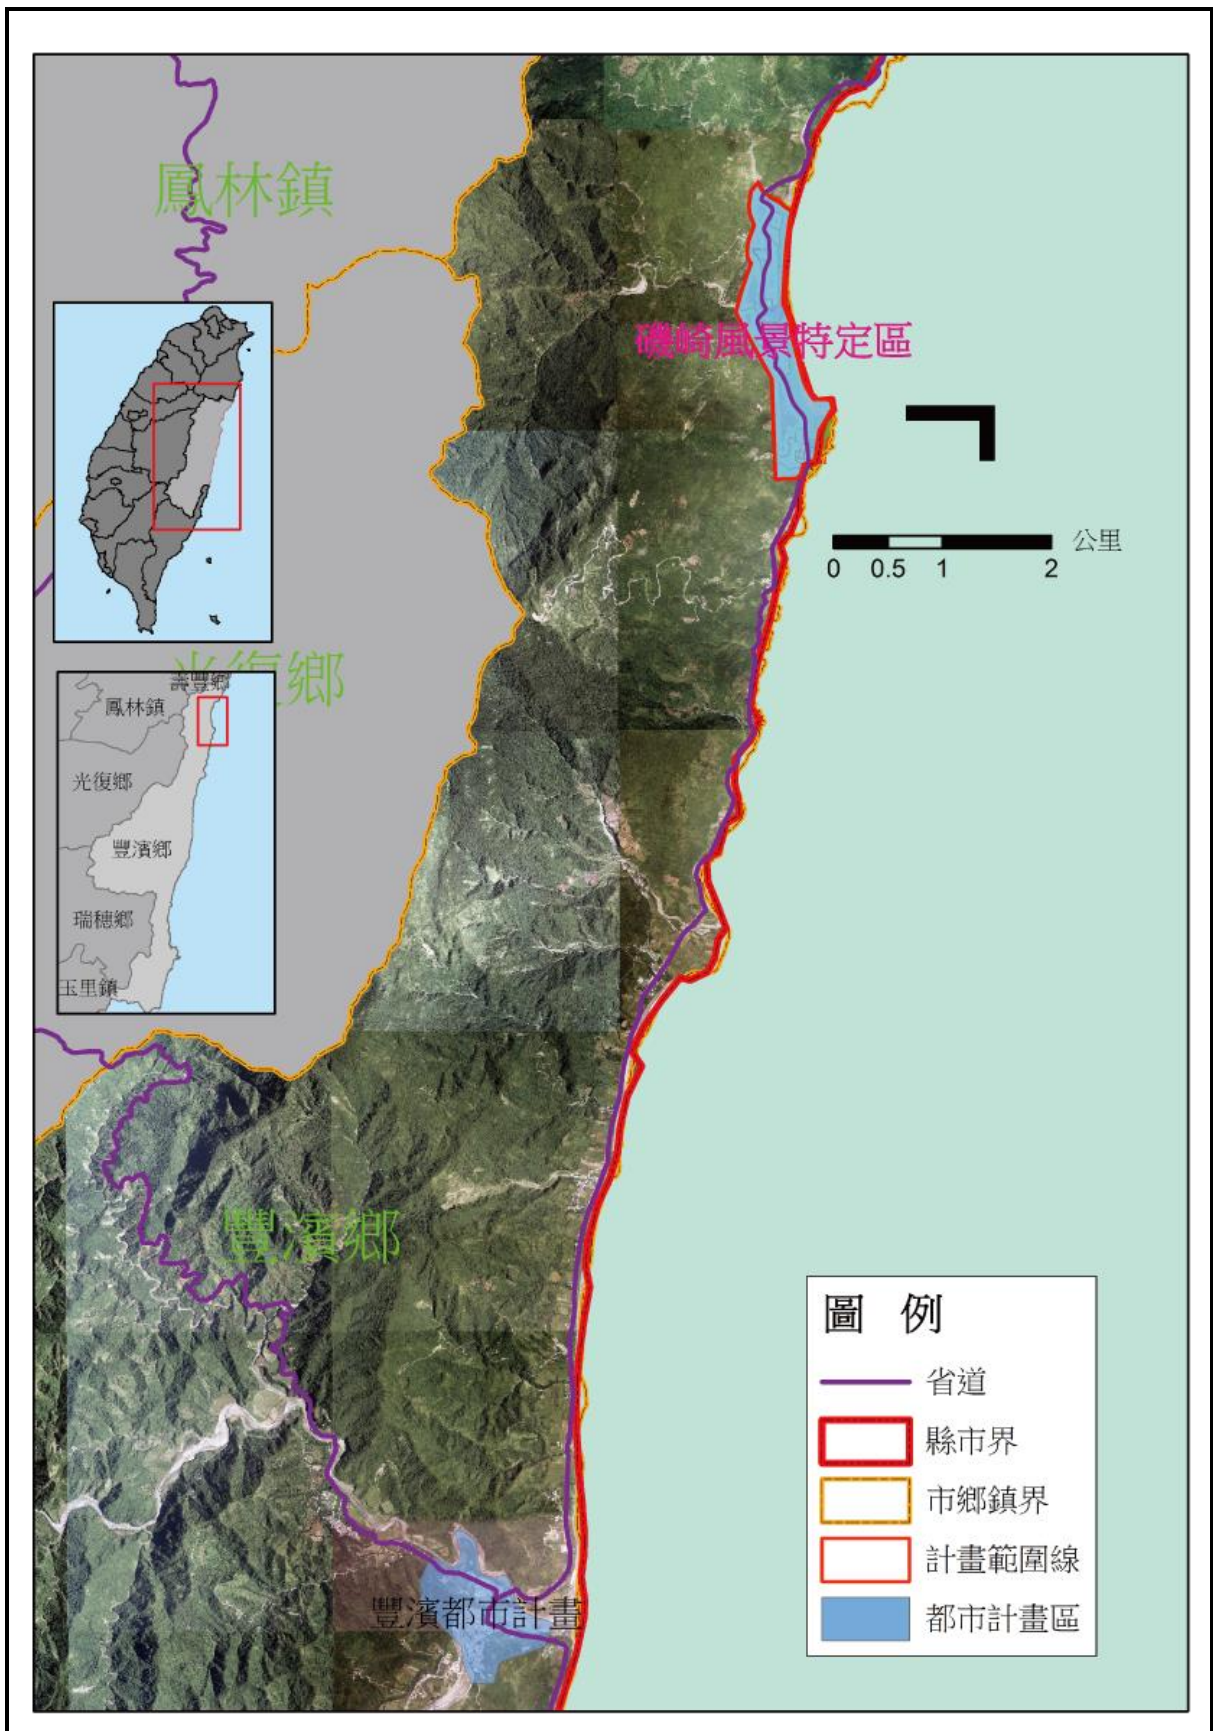 鳳林鎮
磯崎風景特定區
公里
0 0.5 1 2
光復鄉
壽豐鄉
鳳林鎮
光復鄉
豐濱鄉
瑞穗鄉
玉里鎮
豐濱鄉
豐濱都市計畫
圖 例
省道
縣市界
市鄉鎮界
計畫範圍線
都市計畫區